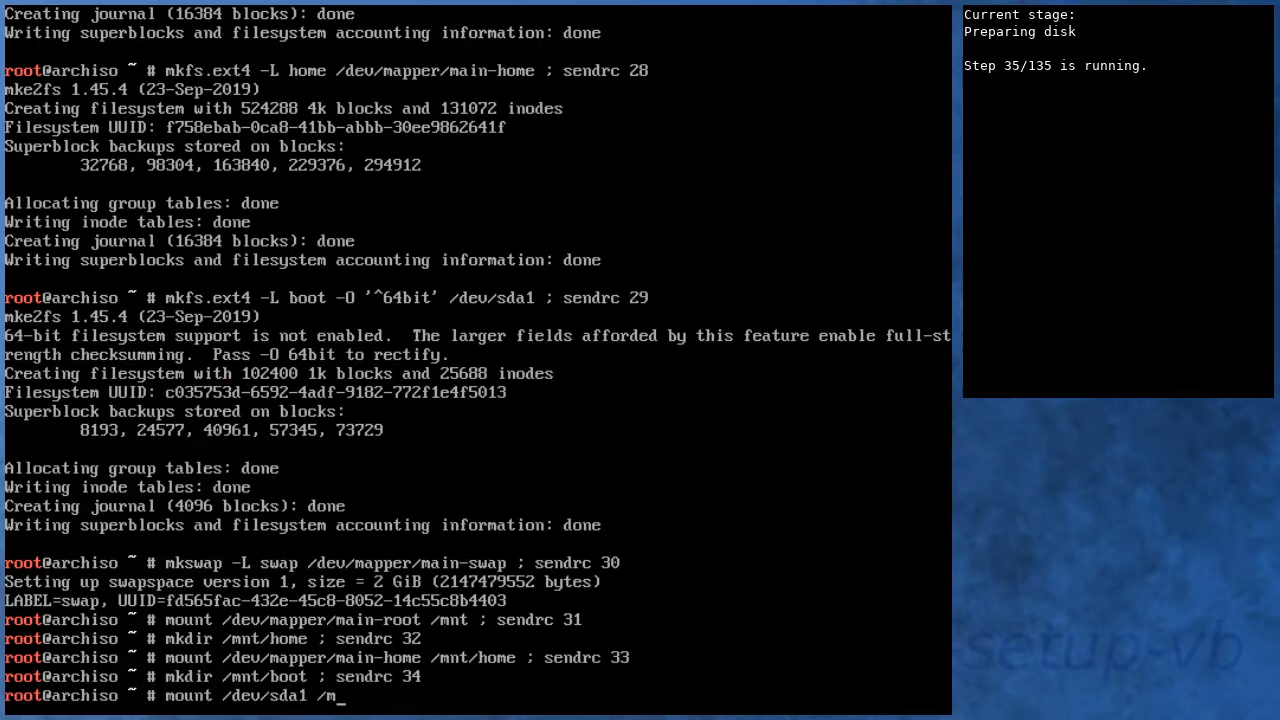 Creating journal (16384 blocks): done
Writing superblocks and filesystem accounting information: done
root@archiso ~ # mkfs.ext4 -L home /dev/mapper/main-home ; sendrc 28
mke2fs 1.45.4 (23-Sep-2019)
Creating filesystem with 524288 4k blocks and 131072 inodes
Filesystem UUID: f758ebab-0ca8-41bb-abbb-30ee9862641f
Superblock backups stored on blocks:
        32768, 98304, 163840, 229376, 294912
Allocating group tables: done
Writing inode tables: done
Creating journal (16384 blocks): done
Writing superblocks and filesystem accounting information: done
root@archiso ~ # mkfs.ext4 -L boot -O '^64bit' /dev/sda1 ; sendrc 29
mke2fs 1.45.4 (23-Sep-2019)
64-bit filesystem support is not enabled.  The larger fields afforded by this feature enable full-st
rength checksumming.  Pass -O 64bit to rectify.
Creating filesystem with 102400 1k blocks and 25688 inodes
Filesystem UUID: c035753d-6592-4adf-9182-772f1e4f5013
Superblock backups stored on blocks:
        8193, 24577, 40961, 57345, 73729
Allocating group tables: done
Writing inode tables: done
Creating journal (4096 blocks): done
Writing superblocks and filesystem accounting information: done
root@archiso ~ # mkswap -L swap /dev/mapper/main-swap ; sendrc 30
Setting up swapspace version 1, size = 2 GiB (2147479552 bytes)
LABEL=swap, UUID=fd565fac-432e-45c8-8052-14c55c8b4403
root@archiso ~ # mount /dev/mapper/main-root /mnt ; sendrc 31
root@archiso ~ # mkdir /mnt/home ; sendrc 32
root@archiso ~ # mount /dev/mapper/main-home /mnt/home ; sendrc 33
root@archiso ~ # mkdir /mnt/boot ; sendrc 34
root@archiso ~ # mount /dev/sda1 /m_
Current stage:
Preparing disk
Step 35/135 is running.
setup-vb